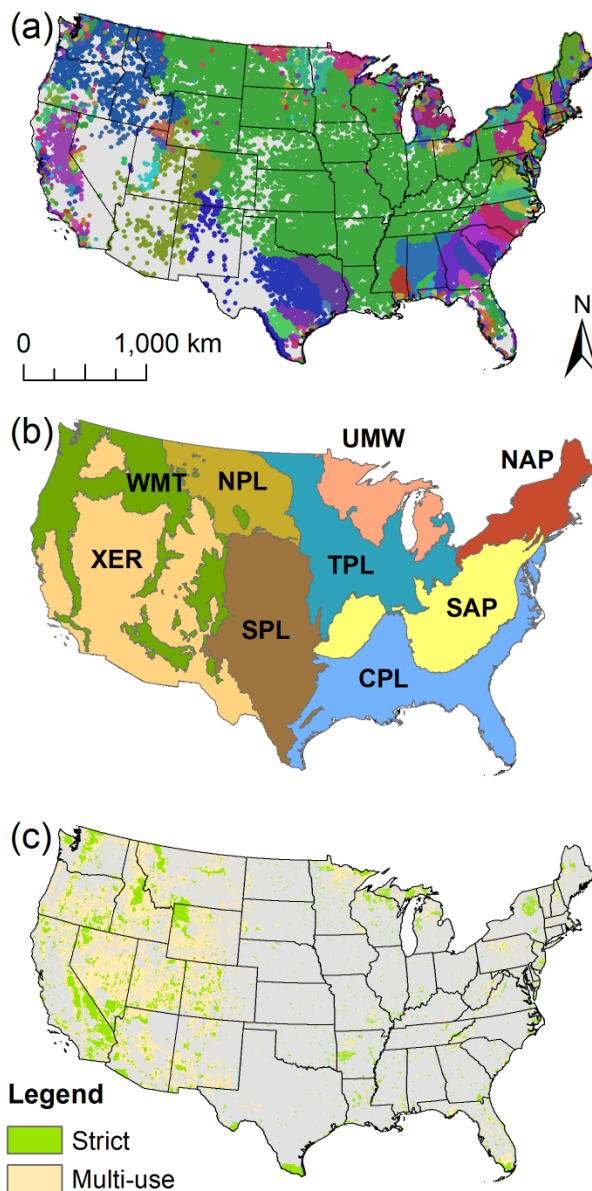 (a)
N
0 1,000 km
(b)
UMW
NAP
WMT NPL
XER
TPL
SPL
SAP
CPL
(c)
Legend
Strict
Multi-use